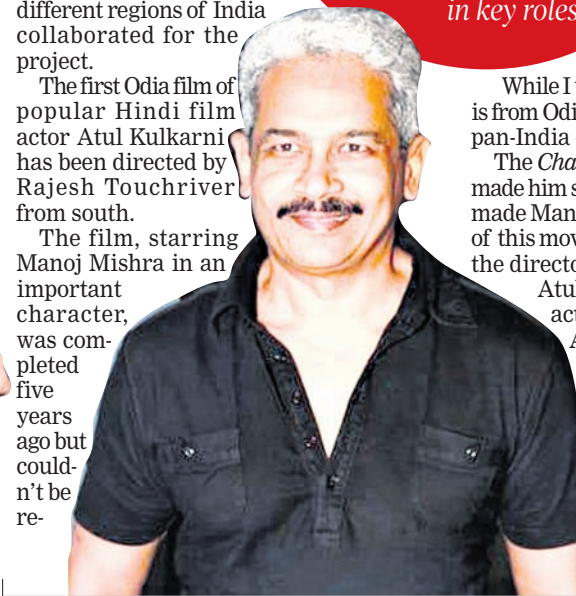 different regions of India
collaborated for the
project.
The first Odia film of
popular Hindi film
actor Atul Kulkarni
has been directed by
Rajesh Touchriver
from south.
The film, starring
Manoj Mishra in an
important
character,
was com-
pleted
five
years
ago but
could-
n't be
re-
in key roles
While I
is from Odi
pan-India
The Cha
made him s
made Man
of this mov
the directo
Atul
act
A